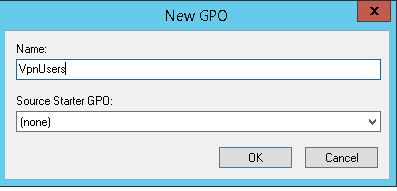 New GPO
x
Name:
VpnUsers
Source Starter GPO:
(none)
OK
Cancel